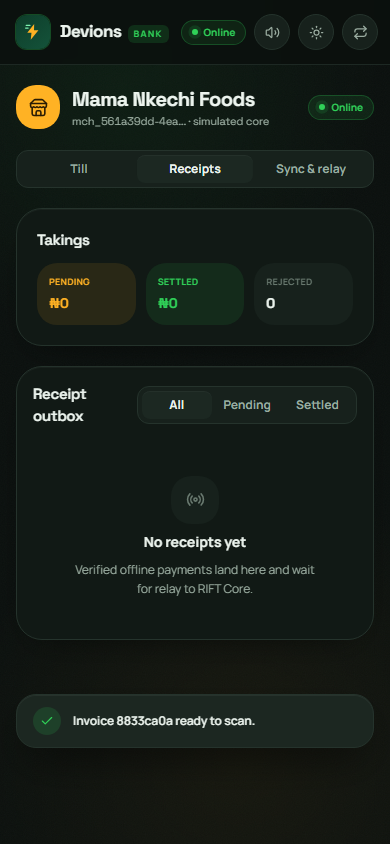 Devions BANK Online
Mama Nkechi Foods
mch_561a39dd-4ea… · simulated core
Online
Till Receipts Sync & relay
Takings
PENDING SETTLED REJECTED
₦0 ₦0 0
Receipt outbox
All Pending Settled
No receipts yet
Verified offline payments land here and wait
for relay to RIFT Core.
Invoice 8833ca0a ready to scan.